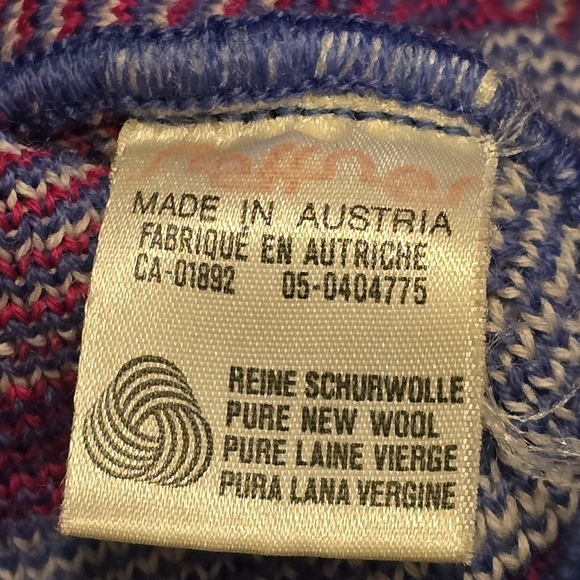 steffner
MADE IN AUSTRIA
FABRIQUÉ EN AUTRICHE
CA-01892 05-0404775
REINE SCHURWOLLE
PURE NEW WOOL
PURE LAINE VIERGE
PURA LANA VERGINE